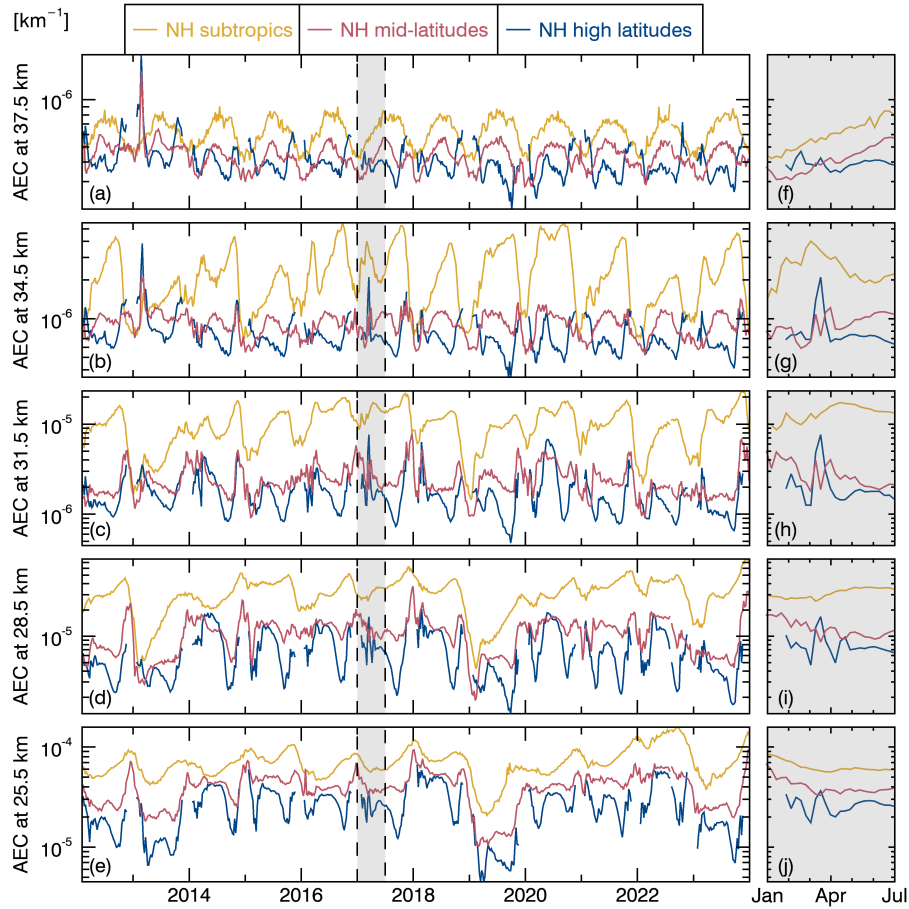 [km⁻¹]
NH subtropics NH mid-latitudes NH high latitudes
AEC at 37.5 km
10⁻⁶
(a)
(f)
AEC at 34.5 km
10⁻⁶
(b)
(g)
AEC at 31.5 km
10⁻⁵
10⁻⁶
(c)
(h)
AEC at 28.5 km
10⁻⁵
(d)
(i)
AEC at 25.5 km
10⁻⁴
10⁻⁵
(e)
(j)
2014 2016 2018 2020 2022 Jan Apr Jul